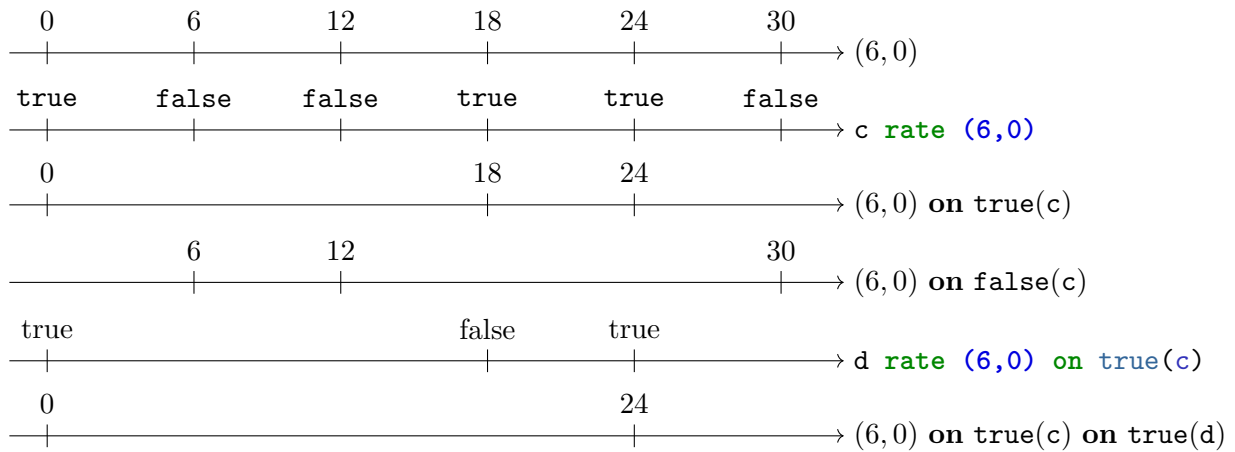 0 6 12 18 24 30
(6, 0)
true false false true true false
c rate (6,0)
0 18 24
(6, 0) on true(c)
6 12 30
(6, 0) on false(c)
true false true
d rate (6,0) on true(c)
0 24
(6, 0) on true(c) on true(d)